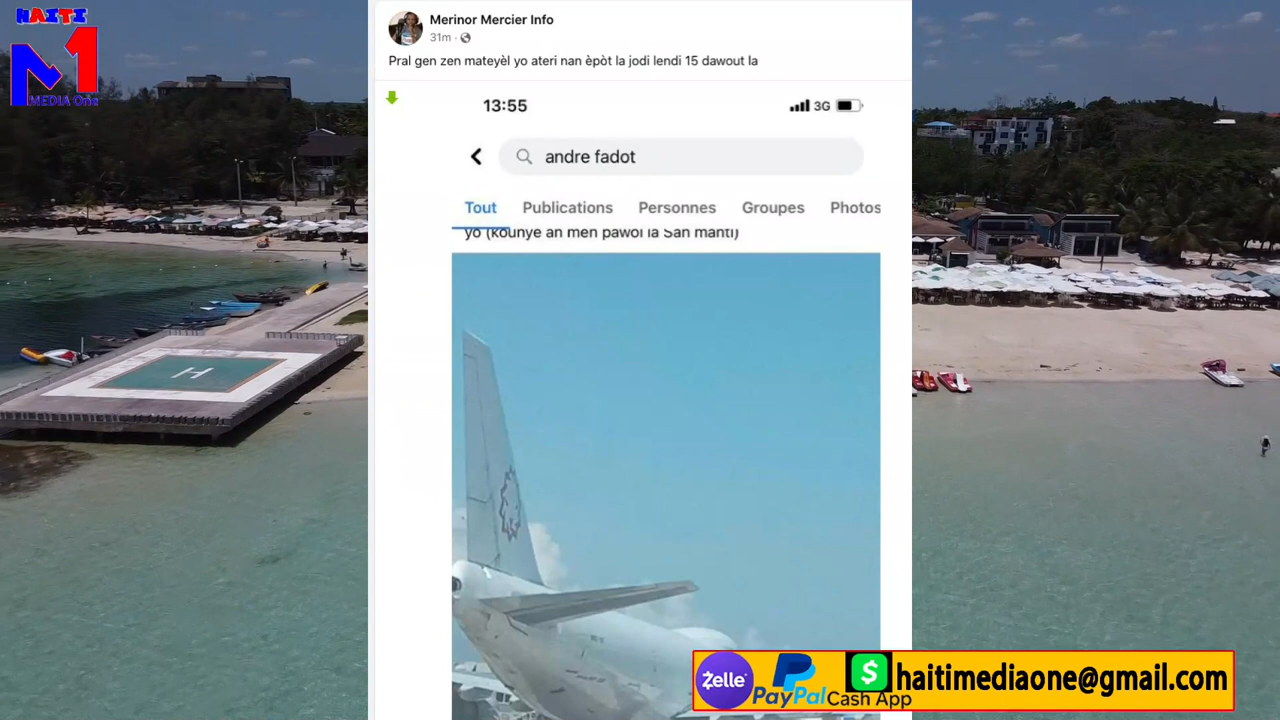 HAITI
M1
MEDIA One
Merinor Mercier Info
31m ·
Pral gen zen mateyèl yo ateri nan èpòt la jodi lendi 15 dawout la
13:55
3G
andre fadot
Tout Publications Personnes Groupes Photos
yo (kounye an men pawol la San manti)
H
Zelle
PayPal
$
Cash App
haitimediaone@gmail.com